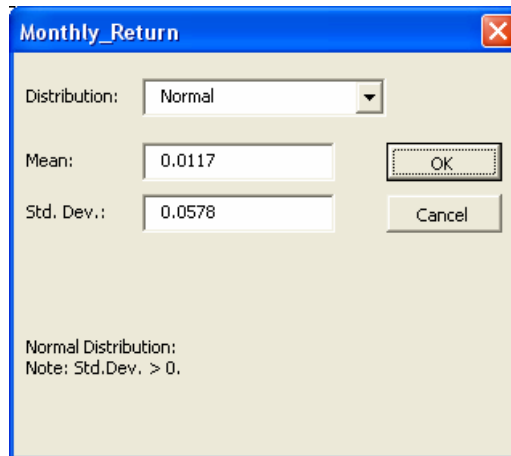 Monthly_Return
Distribution: Normal
Mean: 0.0117
OK
Std. Dev.: 0.0578
Cancel
Normal Distribution:
Note: Std.Dev. > 0.